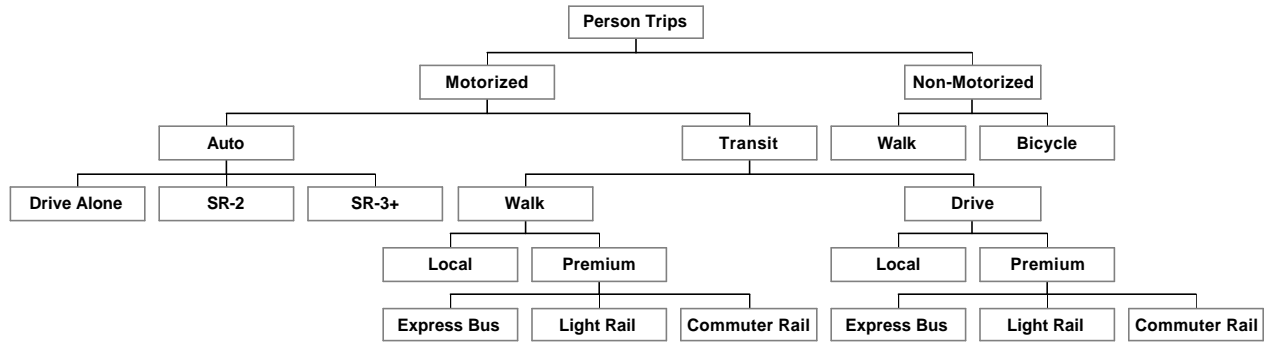 Person Trips
Motorized
Non-Motorized
Auto
Transit
Walk
Bicycle
Drive Alone
SR-2
SR-3+
Walk
Drive
Local
Premium
Local
Premium
Express Bus
Light Rail
Commuter Rail
Express Bus
Light Rail
Commuter Rail